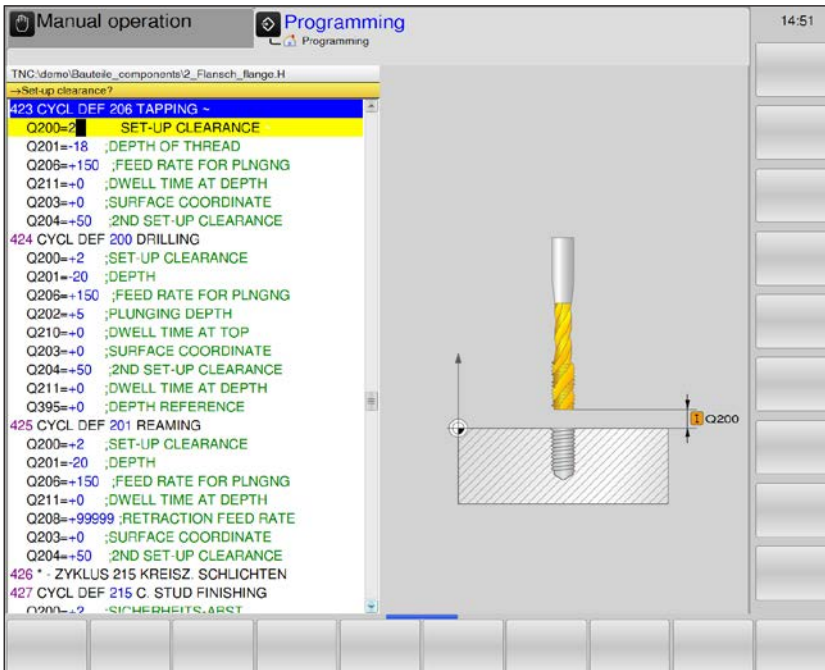 Manual operation
Programming
14:51
Programming
TNC:\demo\Bauteile_components\2_Flansch_flange.H
→Set-up clearance?
423 CYCL DEF 206 TAPPING ~
Q200=2 SET-UP CLEARANCE
Q201=-18 ;DEPTH OF THREAD
Q206=+150 ;FEED RATE FOR PLNGNG
Q211=+0 ;DWELL TIME AT DEPTH
Q203=+0 ;SURFACE COORDINATE
Q204=+50 ;2ND SET-UP CLEARANCE
424 CYCL DEF 200 DRILLING
Q200=+2 ;SET-UP CLEARANCE
Q201=-20 ;DEPTH
Q206=+150 ;FEED RATE FOR PLNGNG
Q202=+5 ;PLUNGING DEPTH
Q210=+0 ;DWELL TIME AT TOP
Q203=+0 ;SURFACE COORDINATE
Q204=+50 ;2ND SET-UP CLEARANCE
Q211=+0 ;DWELL TIME AT DEPTH
Q395=+0 ;DEPTH REFERENCE
425 CYCL DEF 201 REAMING
Q200=+2 ;SET-UP CLEARANCE
Q201=-20 ;DEPTH
Q206=+150 ;FEED RATE FOR PLNGNG
Q211=+0 ;DWELL TIME AT DEPTH
Q208=+99999 ;RETRACTION FEED RATE
Q203=+0 ;SURFACE COORDINATE
Q204=+50 ;2ND SET-UP CLEARANCE
426 * - ZYKLUS 215 KREISZ. SCHLICHTEN
427 CYCL DEF 215 C. STUD FINISHING
Q200=+2 ;SICHERHEITS-ABST.
I Q200